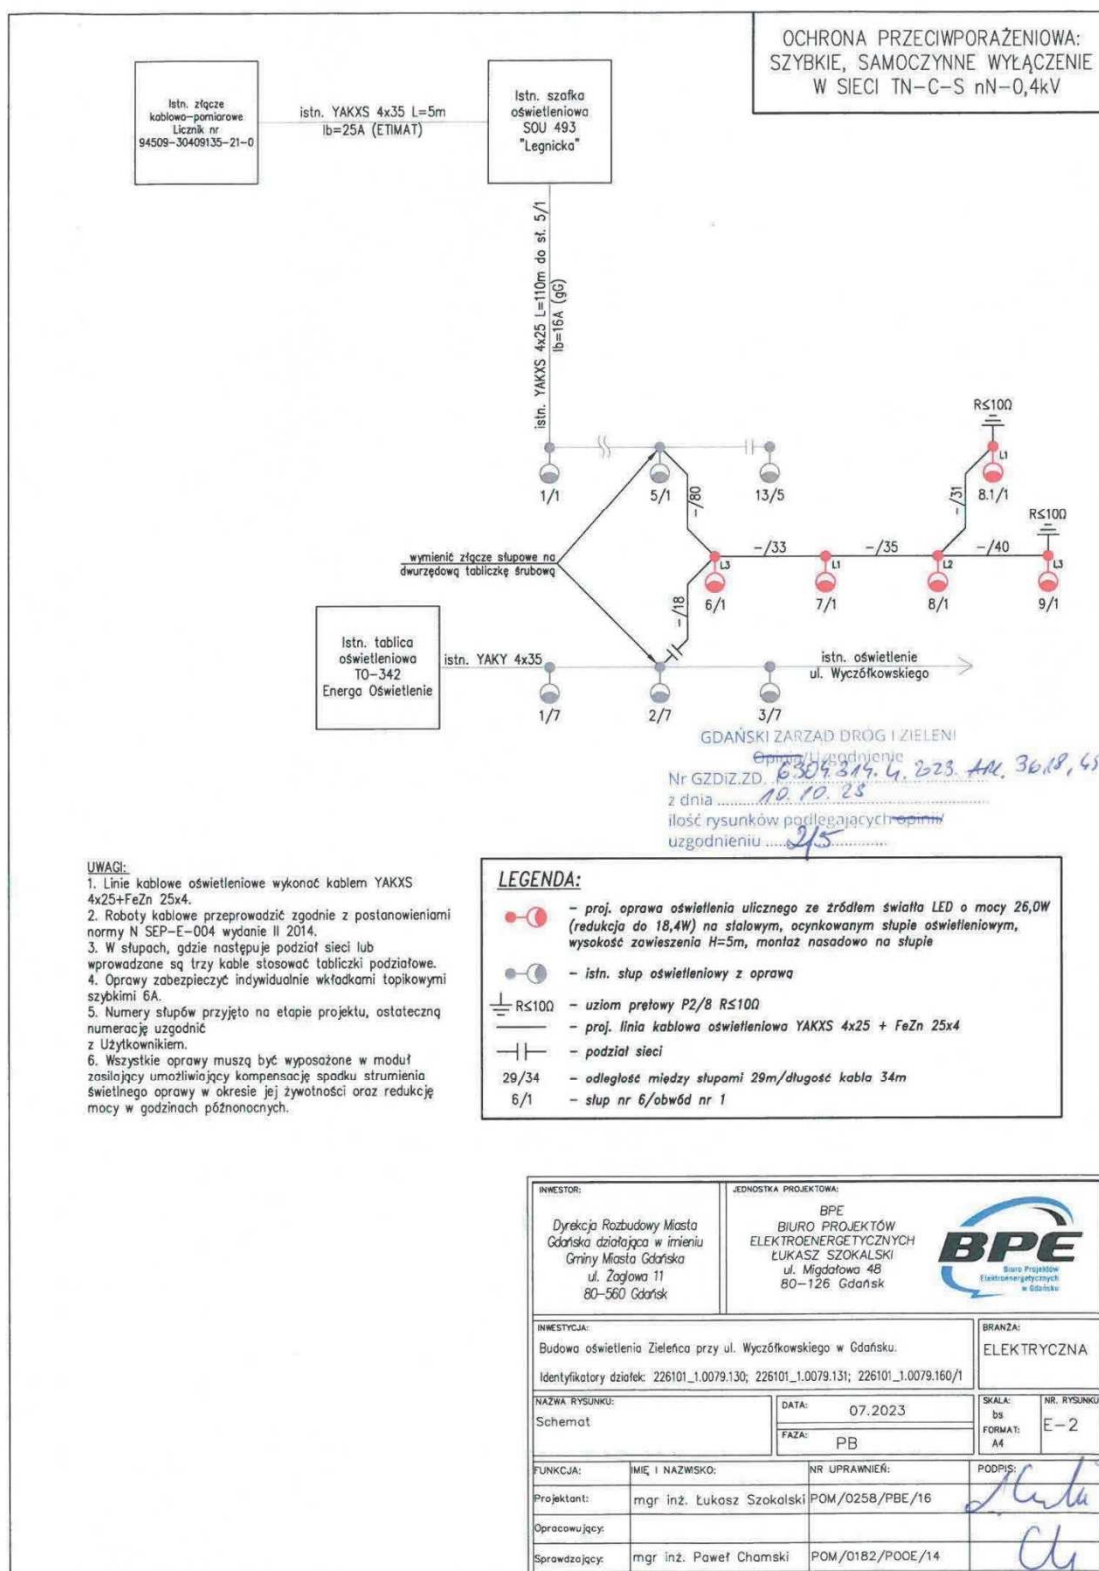 OCHRONA PRZECIWPORAŻENIOWA:
SZYBKIE, SAMOCZYNNE WYŁĄCZENIE
W SIECI TN-C-S nN-0,4kV
Istn. złącze
kablowo-pomiarowe
Licznik nr
94509-30409135-21-0
istn. YAKXS 4x35 L=5m
Ib=25A (ETIMAT)
Istn. szafka
oświetleniowa
SOU 493
"Legnicka"
istn. YAKXS 4x25 L=110m do sł. 5/1
Ib=16A (gG)
1/1
5/1
13/5
-/80
R≤10Ω
L1
8.1/1
-/31
R≤10Ω
wymienić złącze słupowe na
dwurzędową tabliczkę śrubową
L3
6/1
-/33
L1
7/1
-/35
L2
8/1
-/40
L3
9/1
-/18
Istn. tablica
oświetleniowa
TO-342
Energa Oświetlenie
istn. YAKY 4x35
1/7
2/7
3/7
istn. oświetlenie
ul. Wyczółkowskiego
GDAŃSKI ZARZĄD DRÓG I ZIELENI
Opinia/Uzgodnienie
Nr GZDiZ.ZD.
z dnia 10.10.23
ilość rysunków podlegających opinii/
uzgodnieniu 2/5
UWAGI:
1. Linie kablowe oświetleniowe wykonać kablem YAKXS
4x25+FeZn 25x4.
2. Roboty kablowe przeprowadzić zgodnie z postanowieniami
normy N SEP-E-004 wydanie II 2014.
3. W słupach, gdzie następuje podział sieci lub
wprowadzane są trzy kable stosować tabliczki podziałowe.
4. Oprawy zabezpieczyć indywidualnie wkładkami topikowymi
szybkimi 6A.
5. Numery słupów przyjęto na etapie projektu, ostateczną
numerację uzgodnić
z Użytkownikiem.
6. Wszystkie oprawy muszą być wyposażone w moduł
zasilający umożliwiający kompensację spadku strumienia
świetlnego oprawy w okresie jej żywotności oraz redukcję
mocy w godzinach późnonocnych.
LEGENDA:
- proj. oprawa oświetlenia ulicznego ze źródłem światła LED o mocy 26,0W
(redukcja do 18,4W) na stalowym, ocynkowanym słupie oświetleniowym,
wysokość zawieszenia H=5m, montaż nasadowo na słupie
- istn. słup oświetleniowy z oprawą
R≤10Ω - uziom prętowy P2/8 R≤10Ω
- proj. linia kablowa oświetleniowa YAKXS 4x25 + FeZn 25x4
- podział sieci
29/34 - odległość między słupami 29m/długość kabla 34m
6/1 - słup nr 6/obwód nr 1
INWESTOR:
Dyrekcja Rozbudowy Miasta
Gdańska działająca w imieniu
Gminy Miasta Gdańska
ul. Żaglowa 11
80-560 Gdańsk
JEDNOSTKA PROJEKTOWA:
BPE
BIURO PROJEKTÓW
ELEKTROENERGETYCZNYCH
ŁUKASZ SZOKALSKI
ul. Migdałowa 48
80-126 Gdańsk
BPE
Biuro Projektów
Elektroenergetycznych
w Gdańsku
INWESTYCJA:
Budowa oświetlenia Zieleńca przy ul. Wyczółkowskiego w Gdańsku.
Identyfikatory działek: 226101_1.0079.130; 226101_1.0079.131; 226101_1.0079.160/1
BRANŻA:
ELEKTRYCZNA
NAZWA RYSUNKU:
Schemat
DATA: 07.2023
FAZA: PB
SKALA:
bs
FORMAT:
A4
NR. RYSUNKU
E-2
FUNKCJA: IMIĘ I NAZWISKO: NR UPRAWNIEŃ: PODPIS:
Projektant: mgr inż. Łukasz Szokalski POM/0258/PBE/16
Opracowujący:
Sprawdzający: mgr inż. Paweł Chamski POM/0182/POOE/14